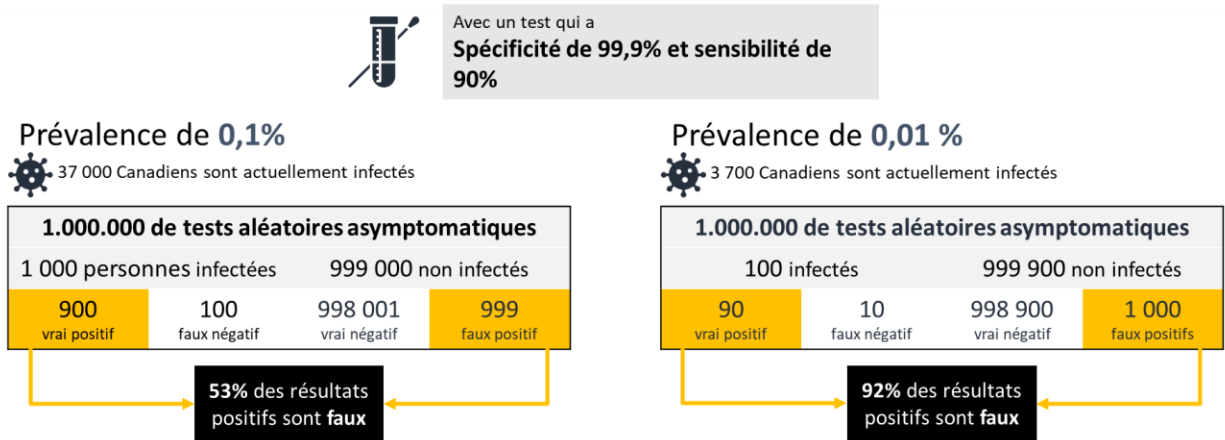 Avec un test qui a
Spécificité de 99,9% et sensibilité de
90%
Prévalence de 0,1%
37 000 Canadiens sont actuellement infectés
1.000.000 de tests aléatoires asymptomatiques
1 000 personnes infectées 999 000 non infectés
900 100 998 001 999
vrai positif faux négatif vrai négatif faux positif
53% des résultats
positifs sont faux
Prévalence de 0,01 %
3 700 Canadiens sont actuellement infectés
1.000.000 de tests aléatoires asymptomatiques
100 infectés 999 900 non infectés
90 10 998 900 1 000
vrai positif faux négatif vrai négatif faux positifs
92% des résultats
positifs sont faux